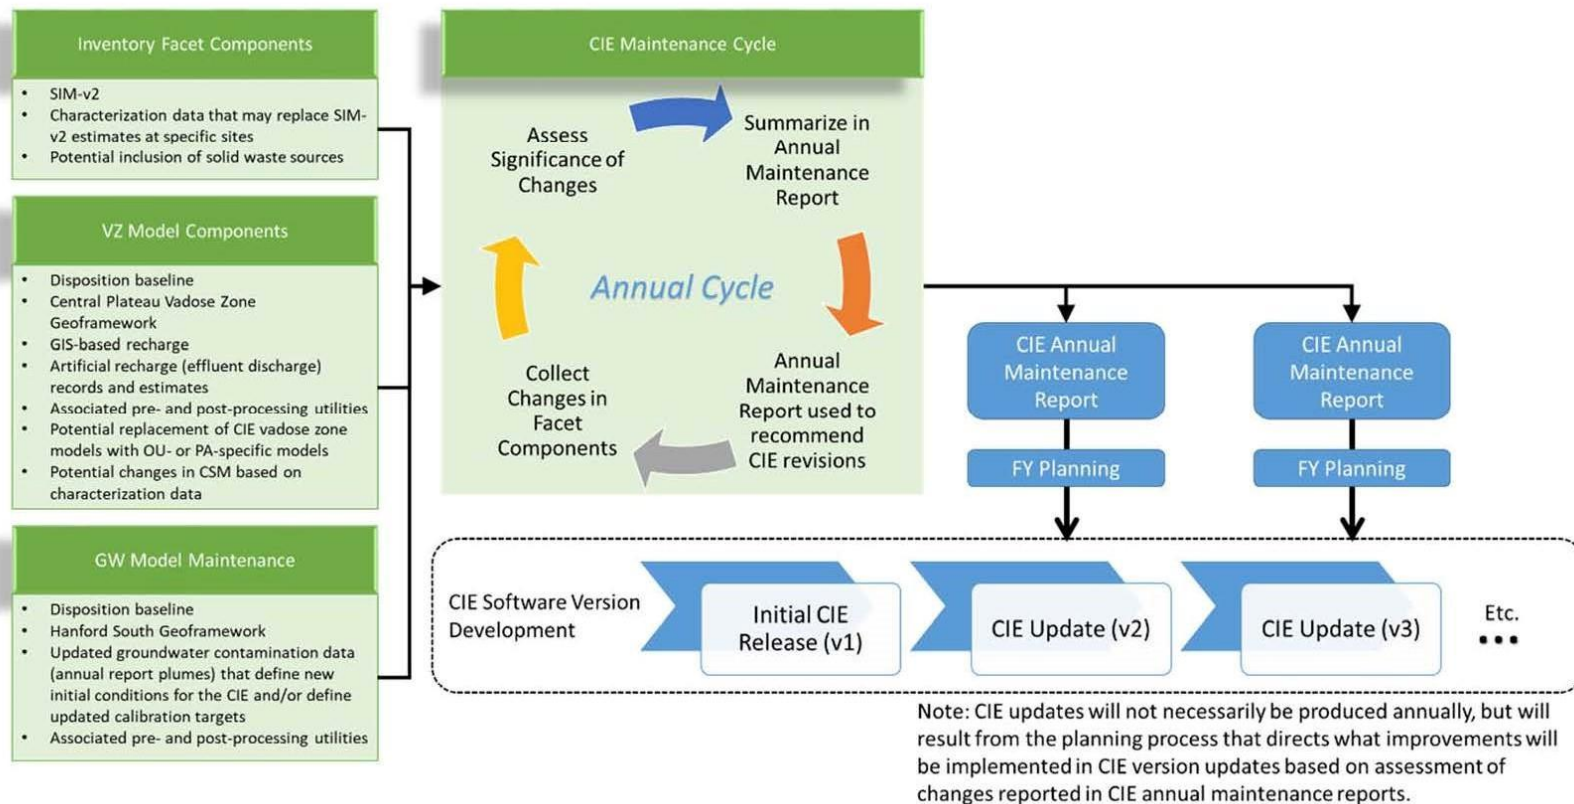 Inventory Facet Components
• SIM-v2
• Characterization data that may replace SIM-
v2 estimates at specific sites
• Potential inclusion of solid waste sources
VZ Model Components
• Disposition baseline
• Central Plateau Vadose Zone
Geoframework
• GIS-based recharge
• Artificial recharge (effluent discharge)
records and estimates
• Associated pre- and post-processing utilities
• Potential replacement of CIE vadose zone
models with OU- or PA-specific models
• Potential changes in CSM based on
characterization data
GW Model Maintenance
• Disposition baseline
• Hanford South Geoframework
• Updated groundwater contamination data
(annual report plumes) that define new
initial conditions for the CIE and/or define
updated calibration targets
• Associated pre- and post-processing utilities
CIE Maintenance Cycle
Assess
Significance of
Changes
Summarize in
Annual
Maintenance
Report
Annual Cycle
Collect
Changes in
Facet
Components
Annual
Maintenance
Report used to
recommend
CIE revisions
CIE Annual
Maintenance
Report
FY Planning
CIE Annual
Maintenance
Report
FY Planning
CIE Software Version
Development
Initial CIE
Release (v1)
CIE Update (v2)
CIE Update (v3)
Etc.
...
Note: CIE updates will not necessarily be produced annually, but will
result from the planning process that directs what improvements will
be implemented in CIE version updates based on assessment of
changes reported in CIE annual maintenance reports.